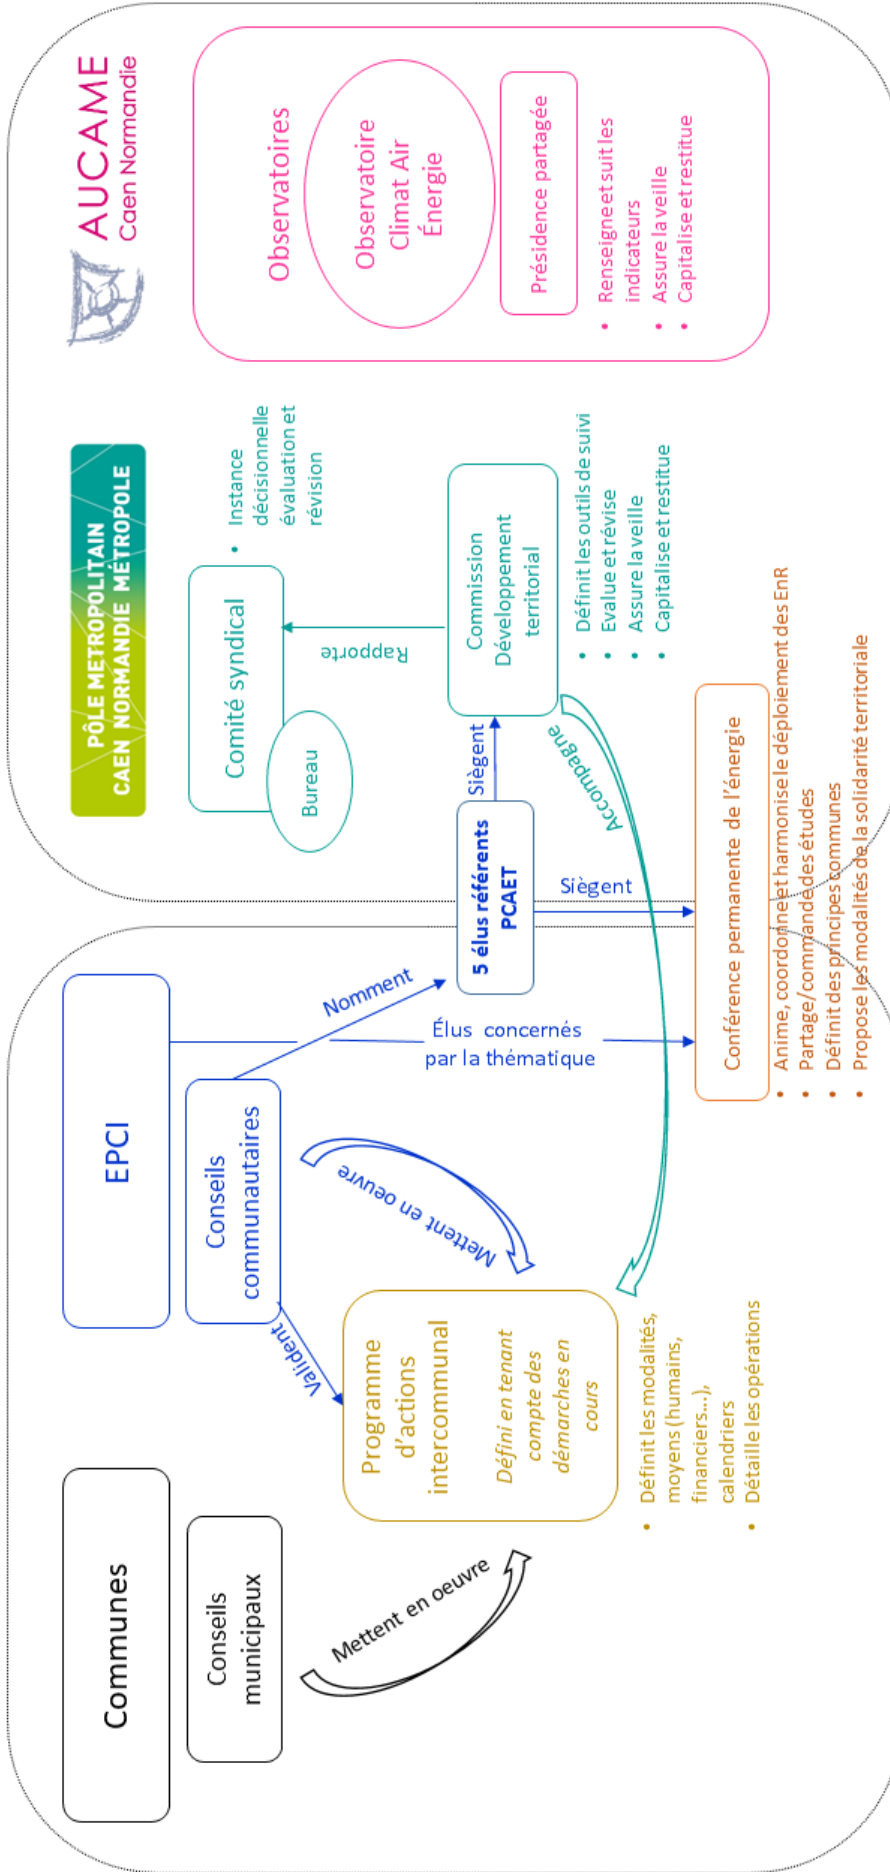 Communes
Conseils
municipaux
Mettent en oeuvre
EPCI
Conseils
communautaires
Valident
Mettent en oeuvre
Nomment
Élus concernés
par la thématique
Programme
d'actions
intercommunal
Défini en tenant
compte des
démarches en
cours
• Définit les modalités,
moyens (humains,
financiers...),
calendriers
• Détaille les opérations
PÔLE METROPOLITAIN
CAEN NORMANDIE MÉTROPOLE
Comité syndical
Bureau
• Instance
décisionnelle
évaluation et
révision
Rapporte
5 élus référents
PCAET
Siègent
Siègent
Commission
Développement
territorial
• Définit les outils de suivi
• Evalue et révise
• Assure la veille
• Capitalise et restitue
Accompagne
Conférence permanente de l'énergie
• Anime, coordonne et harmonise le déploiement des EnR
• Partage/commande des études
• Définit des principes communes
• Propose les modalités de la solidarité territoriale
AUCAME
Caen Normandie
Observatoires
Observatoire
Climat Air
Énergie
Présidence partagée
• Renseigne et suit les
indicateurs
• Assure la veille
• Capitalise et restitue